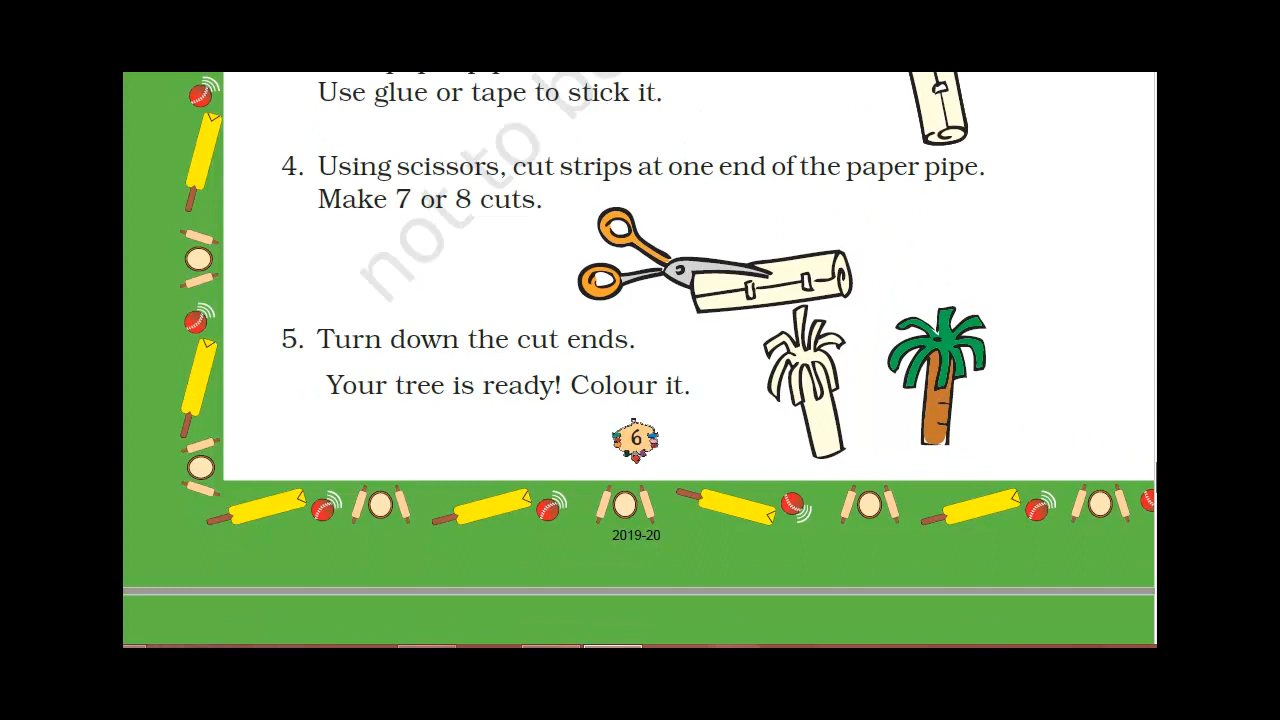 Use glue or tape to stick it.
4. Using scissors, cut strips at one end of the paper pipe.
Make 7 or 8 cuts.
not to b
5. Turn down the cut ends.
Your tree is ready! Colour it.
6
2019-20